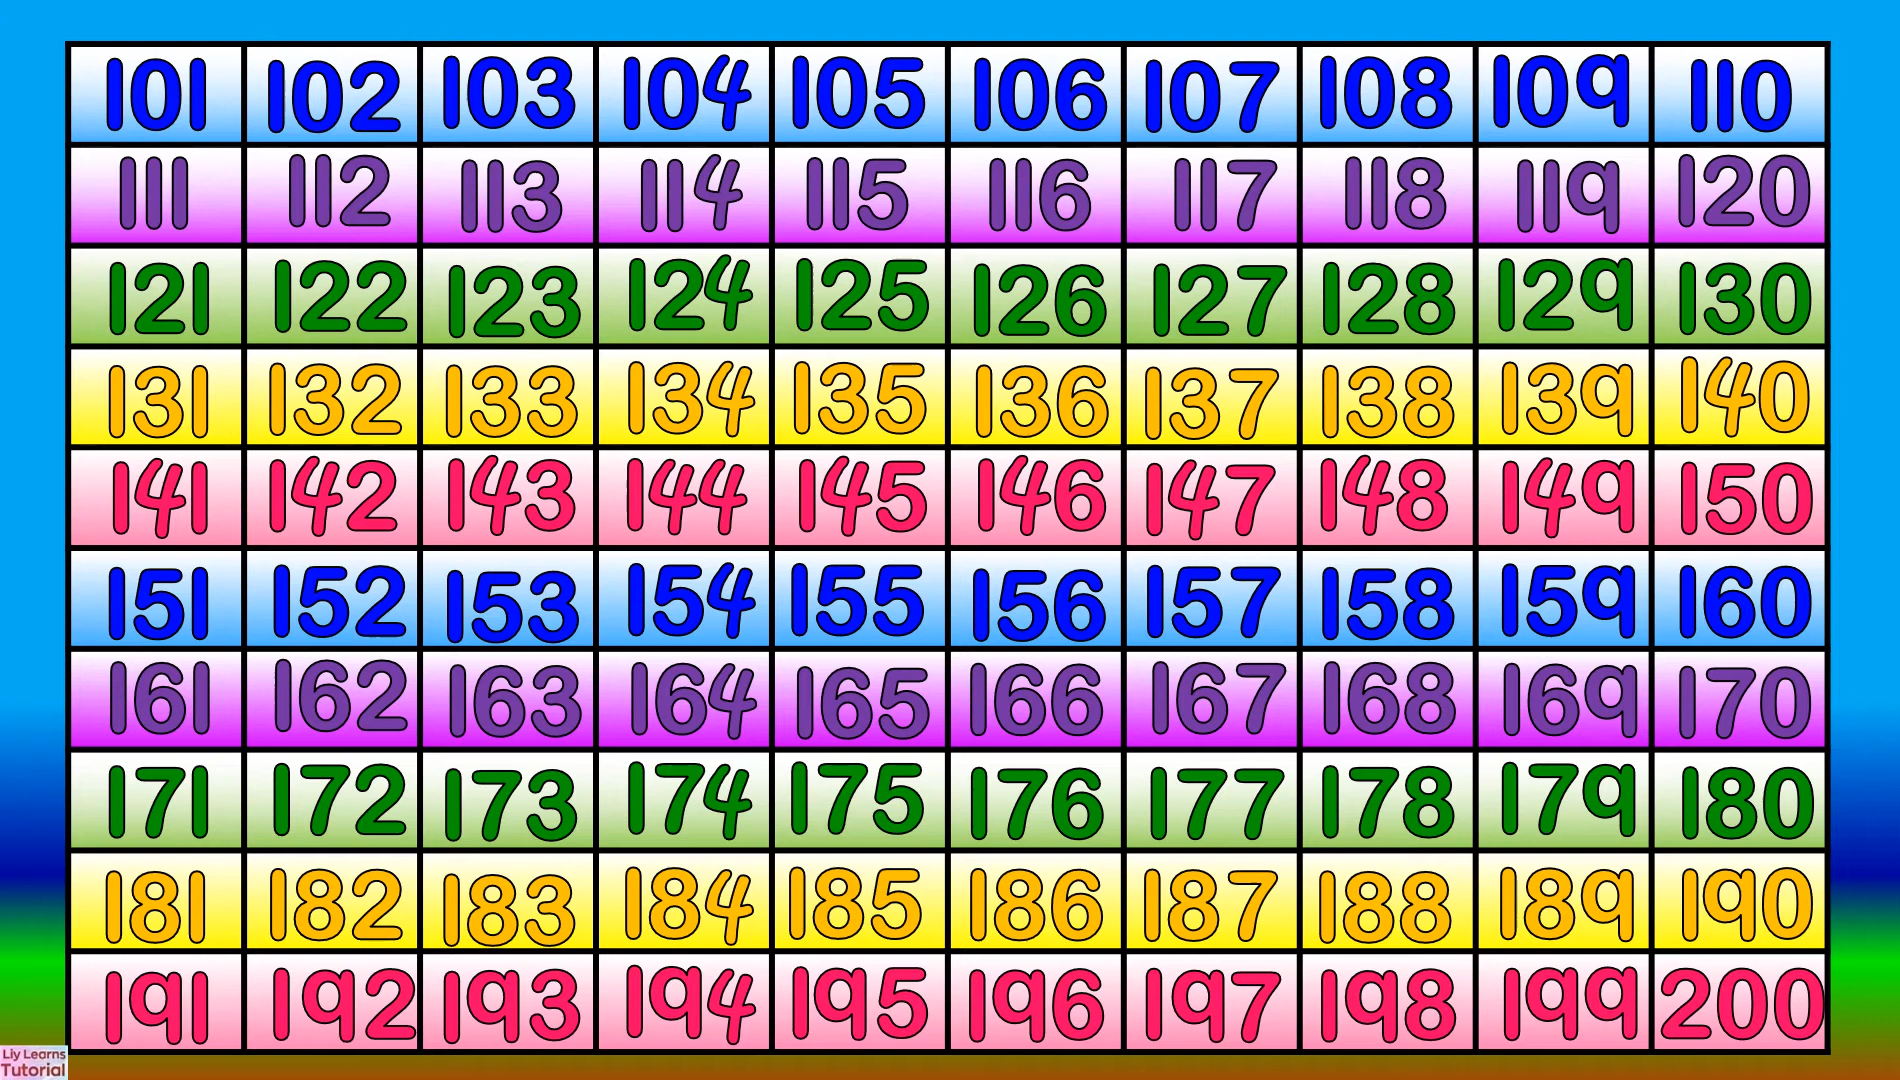 101 102 103 104 105 106 107 108 109 110
111 112 113 114 115 116 117 118 119 120
121 122 123 124 125 126 127 128 129 130
131 132 133 134 135 136 137 138 139 140
141 142 143 144 145 146 147 148 149 150
151 152 153 154 155 156 157 158 159 160
161 162 163 164 165 166 167 168 169 170
171 172 173 174 175 176 177 178 179 180
181 182 183 184 185 186 187 188 189 190
191 192 193 194 195 196 197 198 199 200
Liy Learns
Tutorial